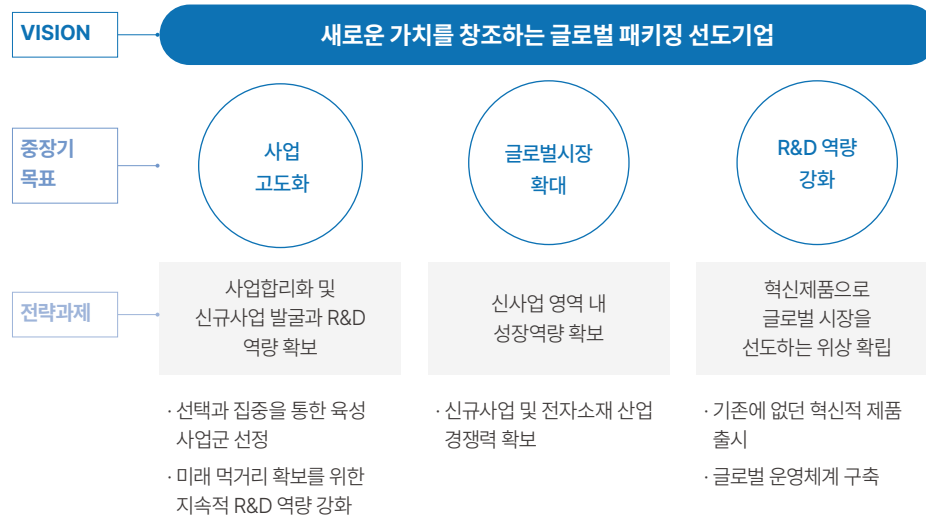 VISION
새로운 가치를 창조하는 글로벌 패키징 선도기업
중장기
목표
사업
고도화
글로벌시장
확대
R&D 역량
강화
전략과제
사업합리화 및
신규사업 발굴과 R&D
역량 확보
신사업 영역 내
성장역량 확보
혁신제품으로
글로벌 시장을
선도하는 위상 확립
· 선택과 집중을 통한 육성
사업군 선정
· 미래 먹거리 확보를 위한
지속적 R&D 역량 강화
· 신규사업 및 전자소재 산업
경쟁력 확보
· 기존에 없던 혁신적 제품
출시
· 글로벌 운영체계 구축